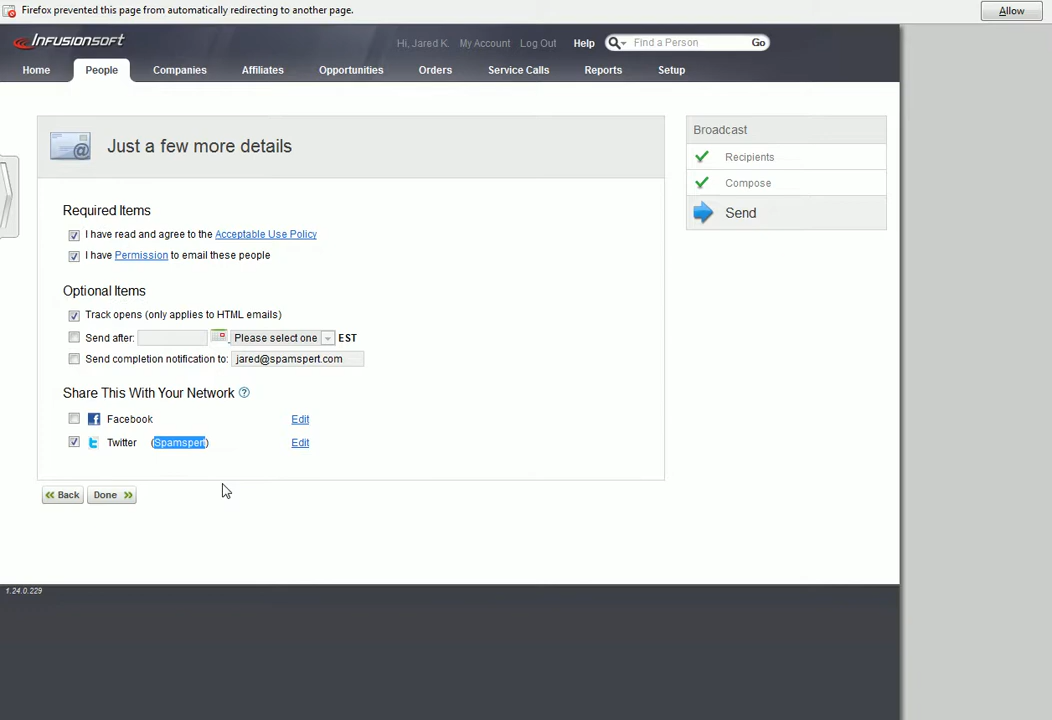 Firefox prevented this page from automatically redirecting to another page.
Allow
Infusionsoft
Hi, Jared K. My Account Log Out Help Find a Person Go
Home People Companies Affiliates Opportunities Orders Service Calls Reports Setup
Just a few more details
Required Items
I have read and agree to the Acceptable Use Policy
I have Permission to email these people
Optional Items
Track opens (only applies to HTML emails)
Send after: Please select one EST
Send completion notification to: jared@spamspert.com
Share This With Your Network ?
Facebook Edit
Twitter (Spamspert) Edit
Back Done
Broadcast
Recipients
Compose
Send
1.24.0.229